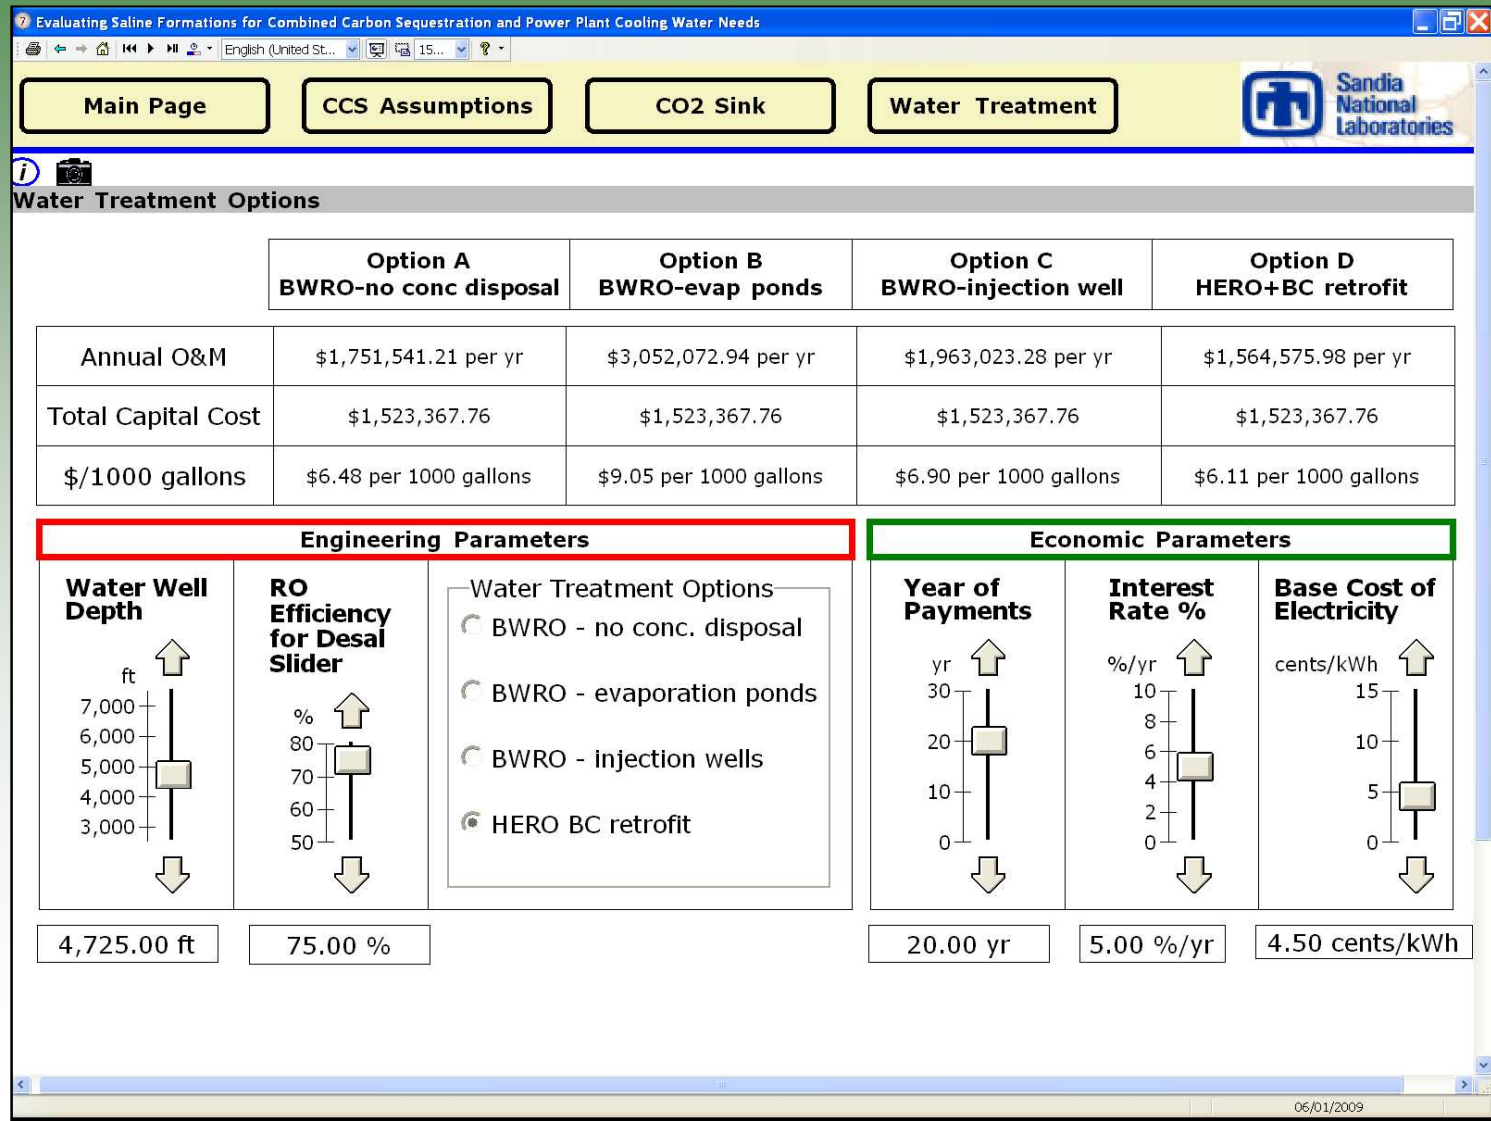 Evaluating Saline Formations for Combined Carbon Sequestration and Power Plant Cooling Water Needs
English (United St... 15...
Main Page CCS Assumptions CO2 Sink Water Treatment
Sandia
National
Laboratories
i
Water Treatment Options
Option A Option B Option C Option D
BWRO-no conc disposal BWRO-evap ponds BWRO-injection well HERO+BC retrofit
Annual O&M $1,751,541.21 per yr $3,052,072.94 per yr $1,963,023.28 per yr $1,564,575.98 per yr
Total Capital Cost $1,523,367.76 $1,523,367.76 $1,523,367.76 $1,523,367.76
$/1000 gallons $6.48 per 1000 gallons $9.05 per 1000 gallons $6.90 per 1000 gallons $6.11 per 1000 gallons
Engineering Parameters
Water Well
Depth
ft
7,000
6,000
5,000
4,000
3,000
4,725.00 ft
RO
Efficiency
for Desal
Slider
%
80
70
60
50
75.00 %
Water Treatment Options
BWRO - no conc. disposal
BWRO - evaporation ponds
BWRO - injection wells
HERO BC retrofit
Economic Parameters
Year of
Payments
yr
30
20
10
0
20.00 yr
Interest
Rate %
%/yr
10
8
6
4
2
0
5.00 %/yr
Base Cost of
Electricity
cents/kWh
15
10
5
0
4.50 cents/kWh
06/01/2009